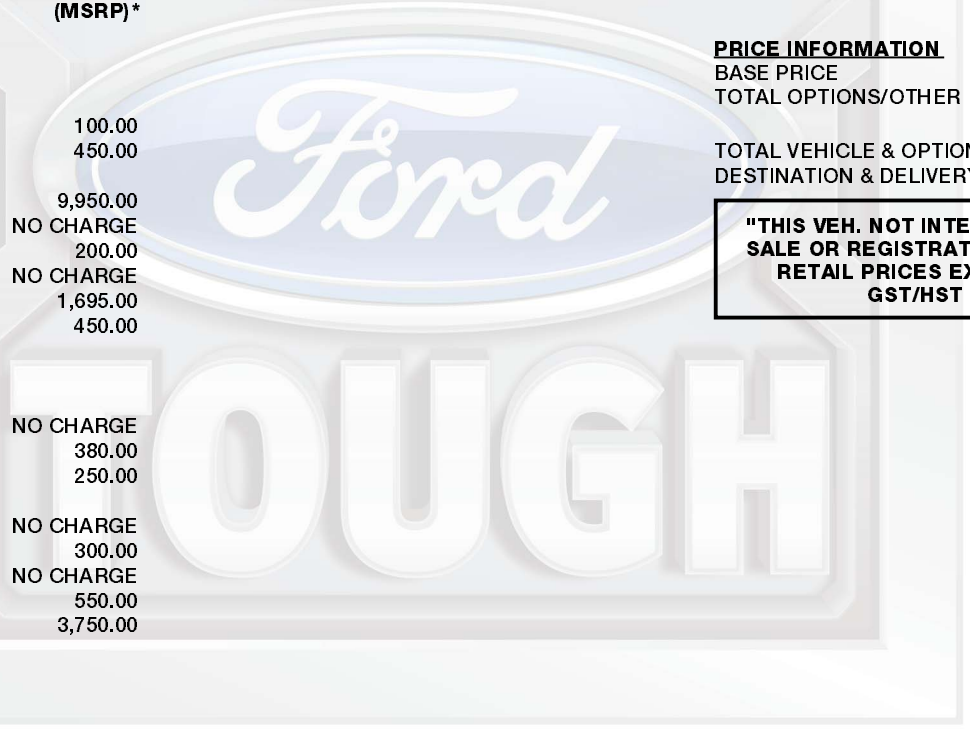 (MSRP)*
100.00
450.00
9,950.00
NO CHARGE
200.00
NO CHARGE
1,695.00
450.00
NO CHARGE
380.00
250.00
NO CHARGE
300.00
NO CHARGE
550.00
3,750.00
PRICE INFORMATION
BASE PRICE
TOTAL OPTIONS/OTHER
TOTAL VEHICLE & OPTION
DESTINATION & DELIVERY
"THIS VEH. NOT INTE
SALE OR REGISTRAT
RETAIL PRICES EX
GST/HST
Ford
TOUGH